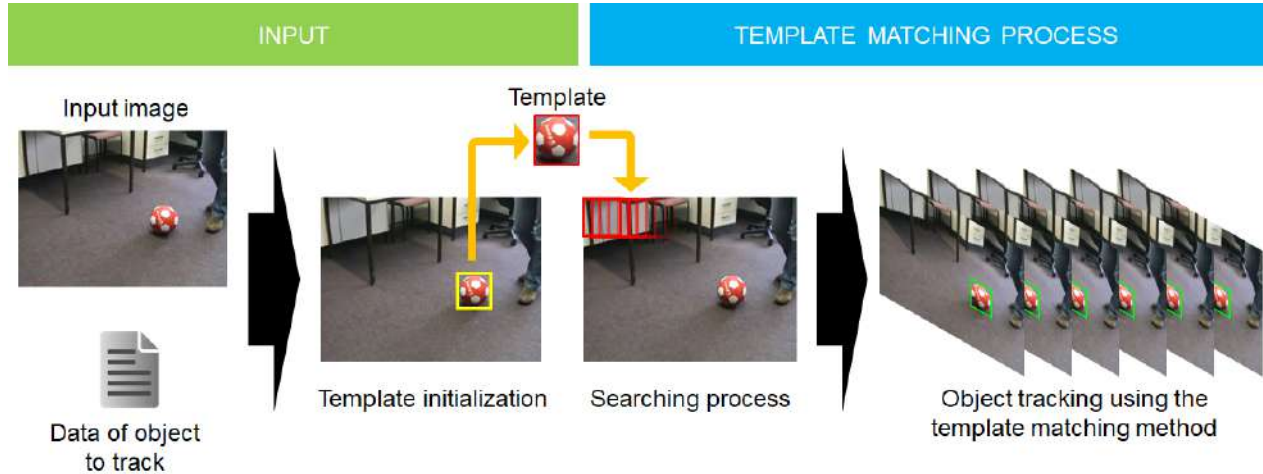 INPUT
TEMPLATE MATCHING PROCESS
Input image
Template
Template initialization
Searching process
Object tracking using the
template matching method
Data of object
to track